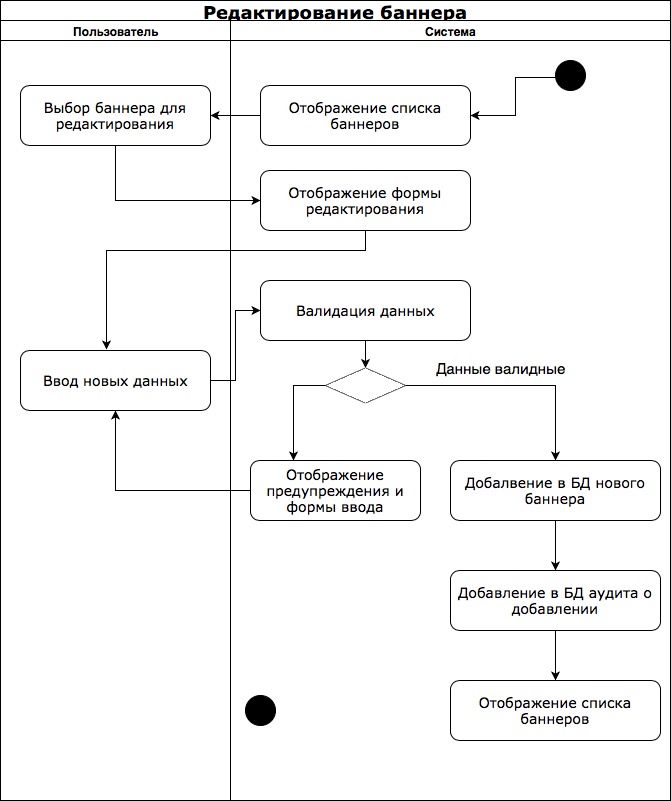 Редактирование баннера
Пользователь
Система
Выбор баннера для
редактирования
Отображение списка
баннеров
Отображение формы
редактирования
Валидация данных
Ввод новых данных
Данные валидные
Отображение
предупреждения и
формы ввода
Добалвение в БД нового
баннера
Добавление в БД аудита о
добавлении
Отображение списка
баннеров